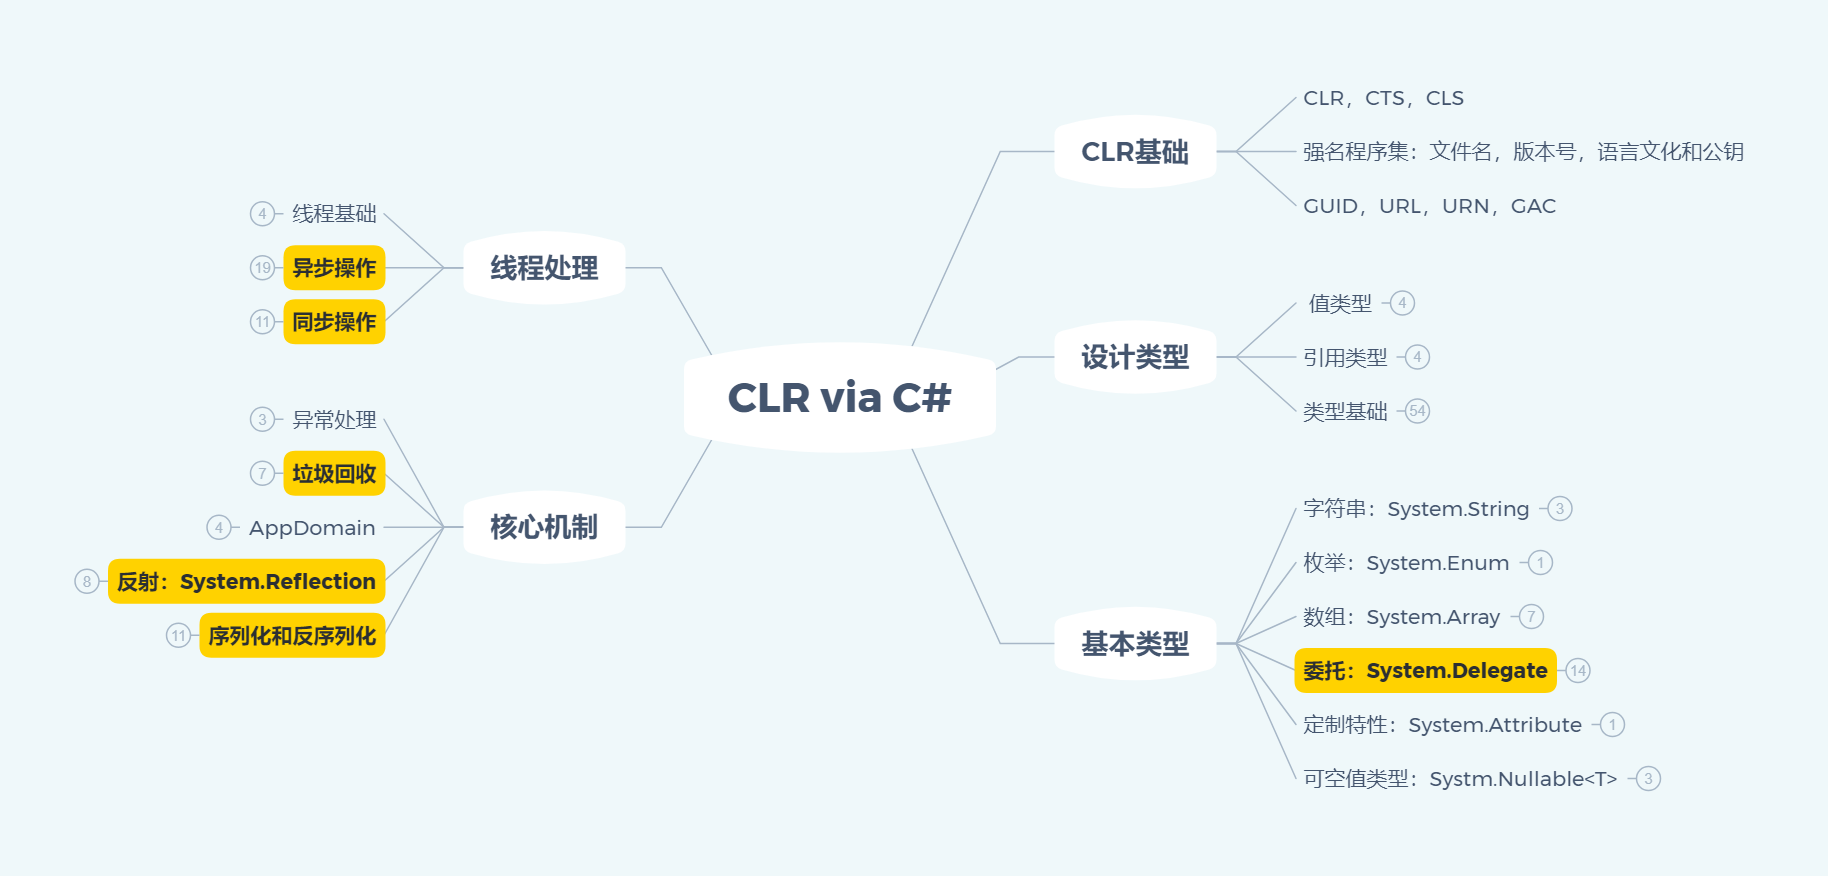 CLR via C#
CLR基础
CLR，CTS，CLS
强名程序集：文件名，版本号，语言文化和公钥
GUID，URL，URN，GAC
设计类型
值类型 4
引用类型 4
类型基础 54
基本类型
字符串：System.String 3
枚举：System.Enum 1
数组：System.Array 7
委托：System.Delegate 14
定制特性：System.Attribute 1
可空值类型：Systm.Nullable<T> 3
线程处理
4 线程基础
19 异步操作
11 同步操作
核心机制
3 异常处理
7 垃圾回收
4 AppDomain
8 反射：System.Reflection
11 序列化和反序列化